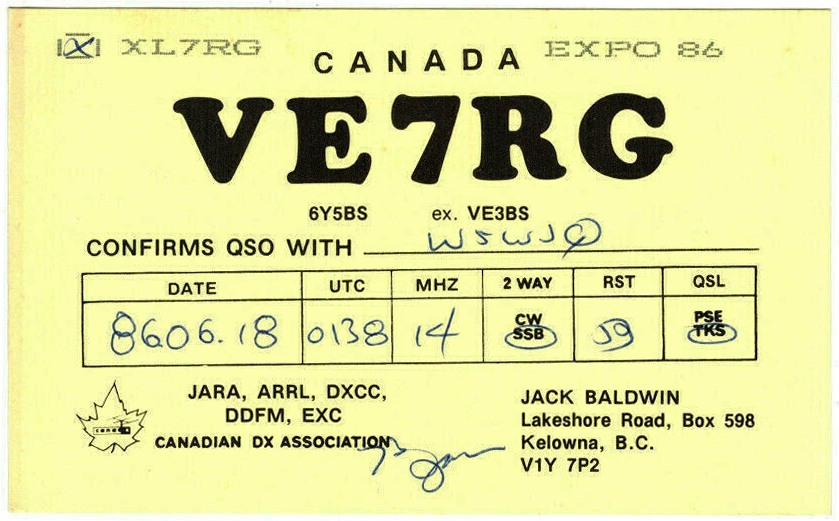 XL7RG EXPO 86
CANADA
VE7RG
6Y5BS ex. VE3BS
CONFIRMS QSO WITH W5WJQ
DATE UTC MHZ 2 WAY RST QSL
86.06.18 0138 14 CW SSB 59 PSE TKS
JARA, ARRL, DXCC,
DDFM, EXC
CANADIAN DX ASSOCIATION
JACK BALDWIN
Lakeshore Road, Box 598
Kelowna, B.C.
V1Y 7P2